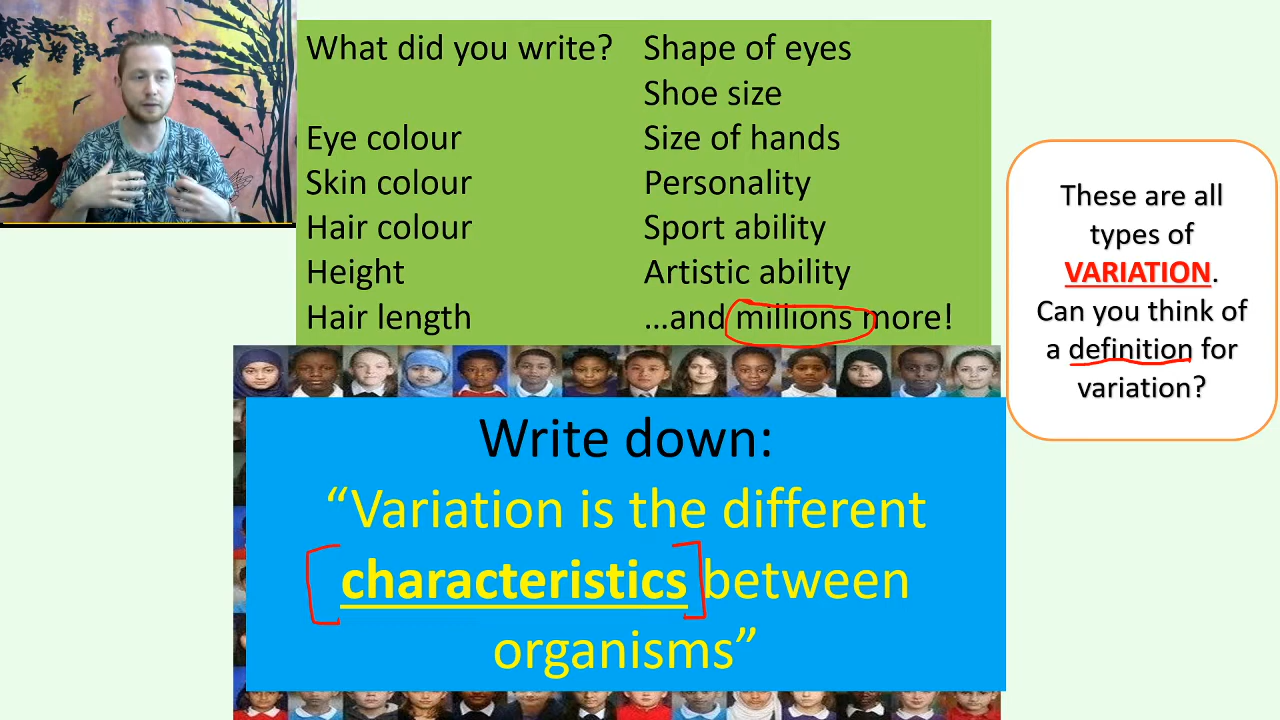 What did you write?
Eye colour
Skin colour
Hair colour
Height
Hair length
Shape of eyes
Shoe size
Size of hands
Personality
Sport ability
Artistic ability
...and millions more!
These are all
types of
VARIATION.
Can you think of
a definition for
variation?
Write down:
“Variation is the different
characteristics between
organisms”